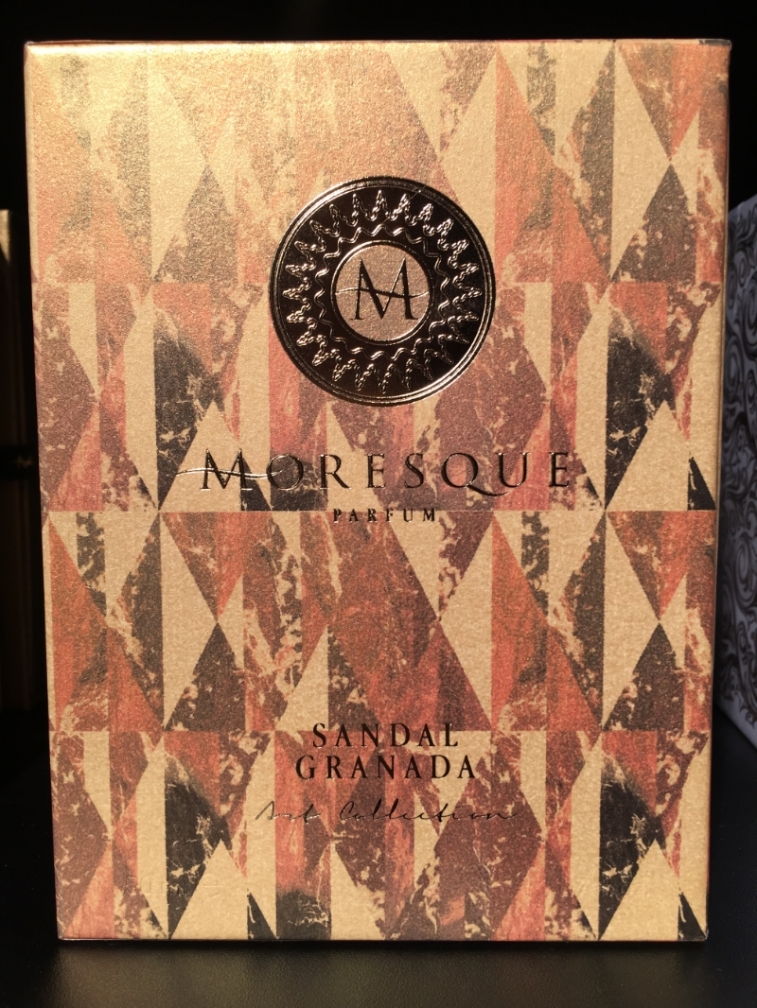 M
MORESQUE
PARFUM
SANDAL
GRANADA
Art Collection